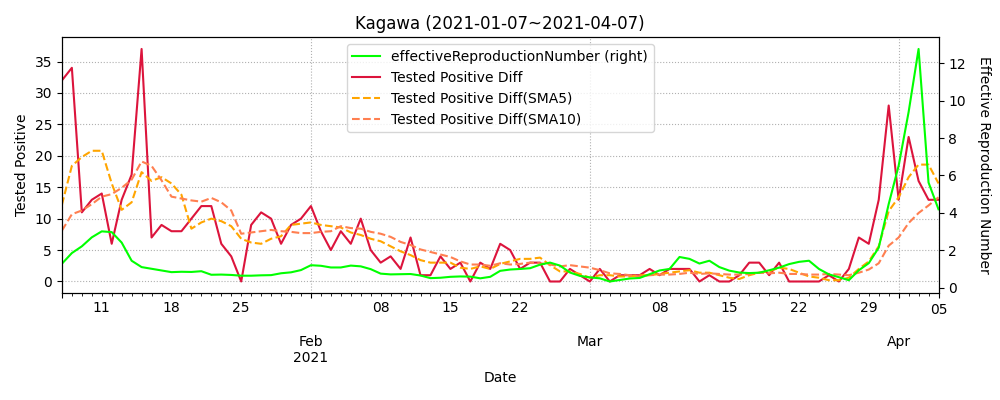 Kagawa (2021-01-07~2021-04-07)
effectiveReproductionNumber (right)
Tested Positive Diff
Tested Positive Diff(SMA5)
Tested Positive Diff(SMA10)
Tested Positive
35
30
25
20
15
10
5
0
Effective Reproduction Number
12
10
8
6
4
2
0
11 18 25 08 15 22 08 15 22 29 05
Feb Mar Apr
2021
Date